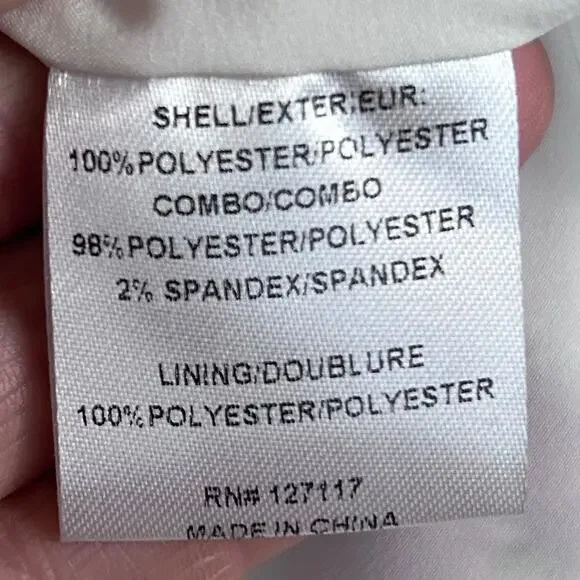 SHELL/EXTERIEUR:
100% POLYESTER/POLYESTER
COMBO/COMBO
98% POLYESTER/POLYESTER
2% SPANDEX/SPANDEX
LINING/DOUBLURE
100% POLYESTER/POLYESTER
RN# 127117
MADE IN CHINA